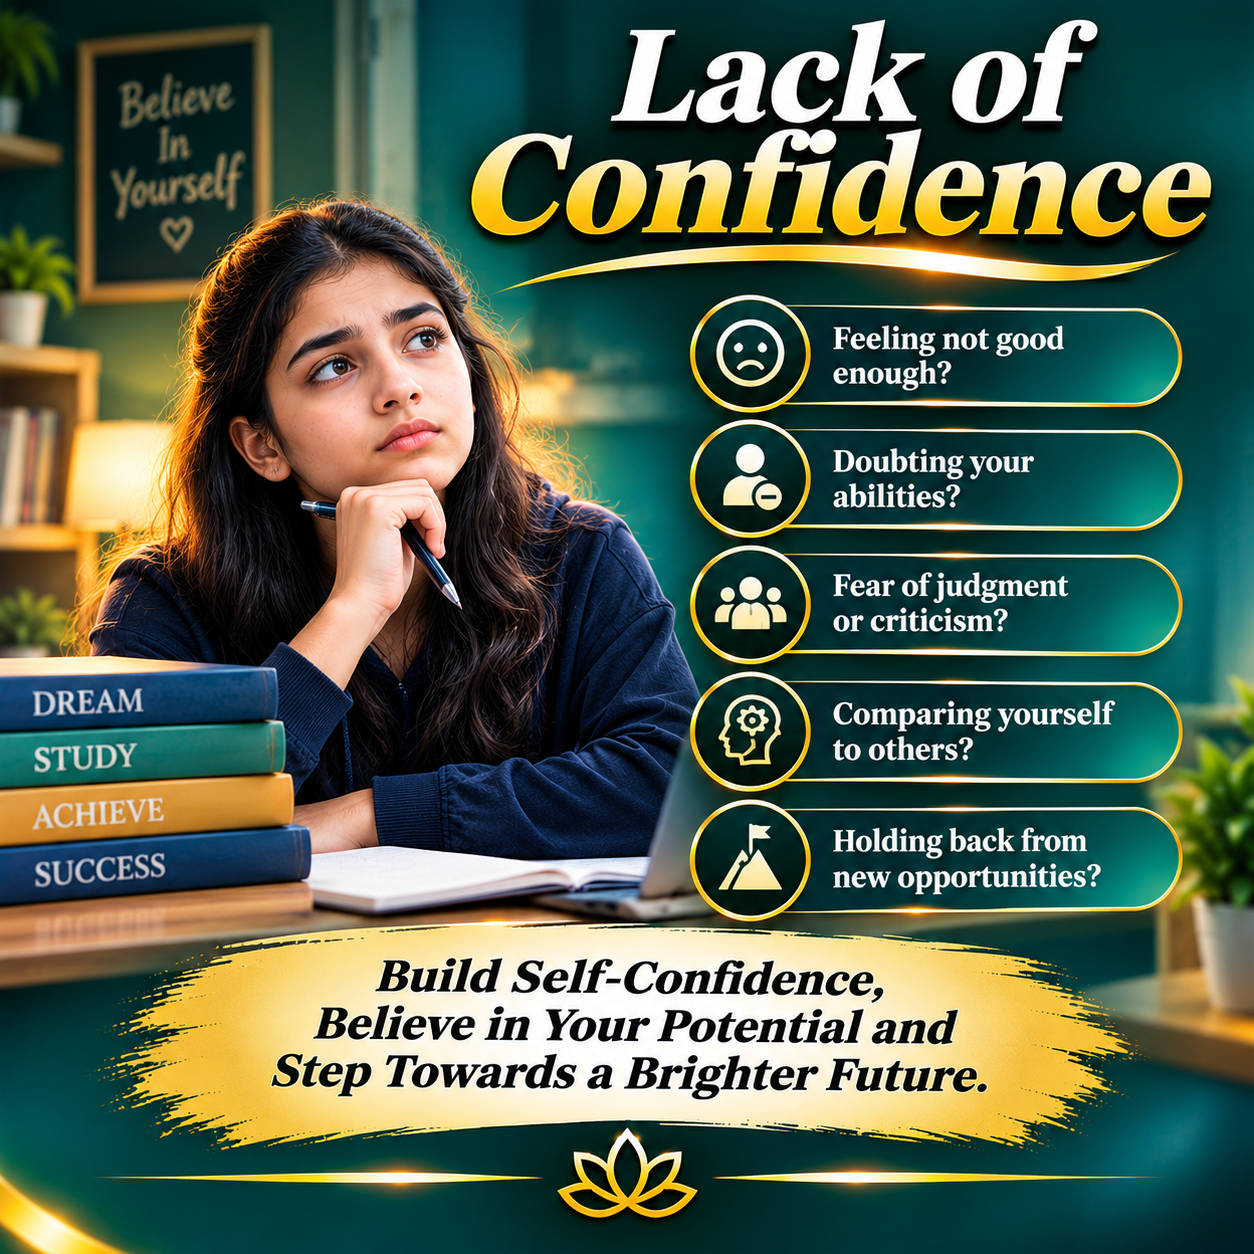 Believe
In
Yourself
Lack of
Confidence
Feeling not good
enough?
Doubting your
abilities?
Fear of judgment
or criticism?
Comparing yourself
to others?
Holding back from
new opportunities?
DREAM
STUDY
ACHIEVE
SUCCESS
Build Self-Confidence,
Believe in Your Potential and
Step Towards a Brighter Future.